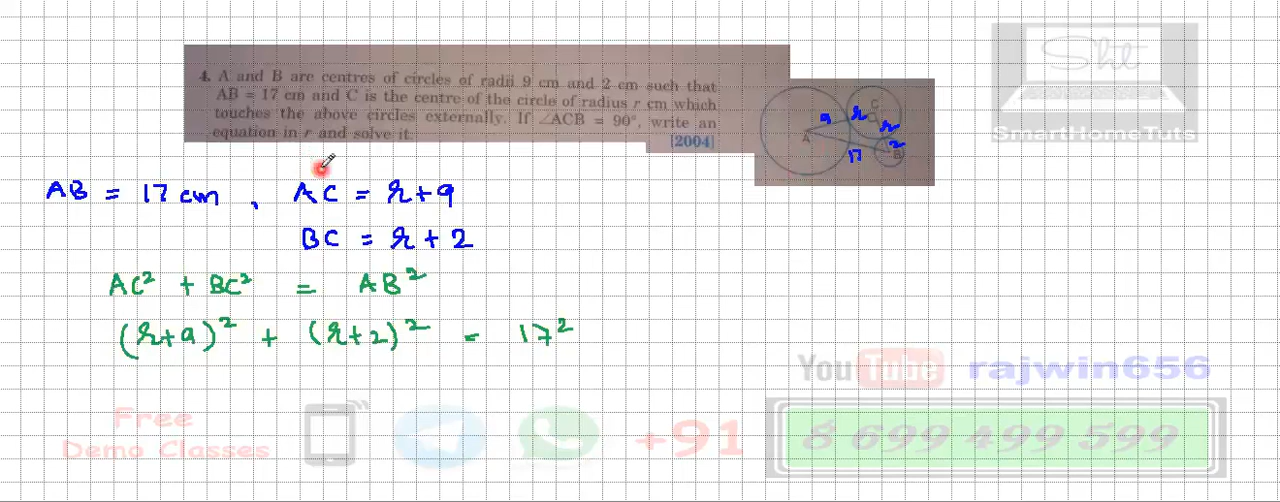 4. A and B are centres of circles of radii 9 cm and 2 cm such that
AB = 17 cm and C is the centre of the circle of radius r cm which
touches the above circles externally. If ∠ACB = 90°, write an
equation in r and solve it.
[2004]
A
B
C
9
r
r
2
17
Sht
SmartHomeTuts
AB = 17 cm , AC = r+9
BC = r+2
AC² + BC² = AB²
(r+9)² + (r+2)² = 17²
YouTube rajwin656
Free
Demo Classes
+91 8 699 499 599